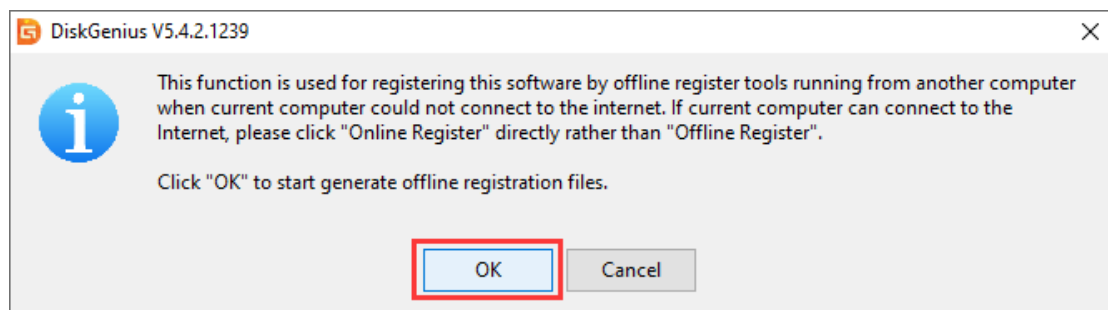 DiskGenius V5.4.2.1239
This function is used for registering this software by offline register tools running from another computer
when current computer could not connect to the internet. If current computer can connect to the
Internet, please click "Online Register" directly rather than "Offline Register".
Click "OK" to start generate offline registration files.
OK
Cancel